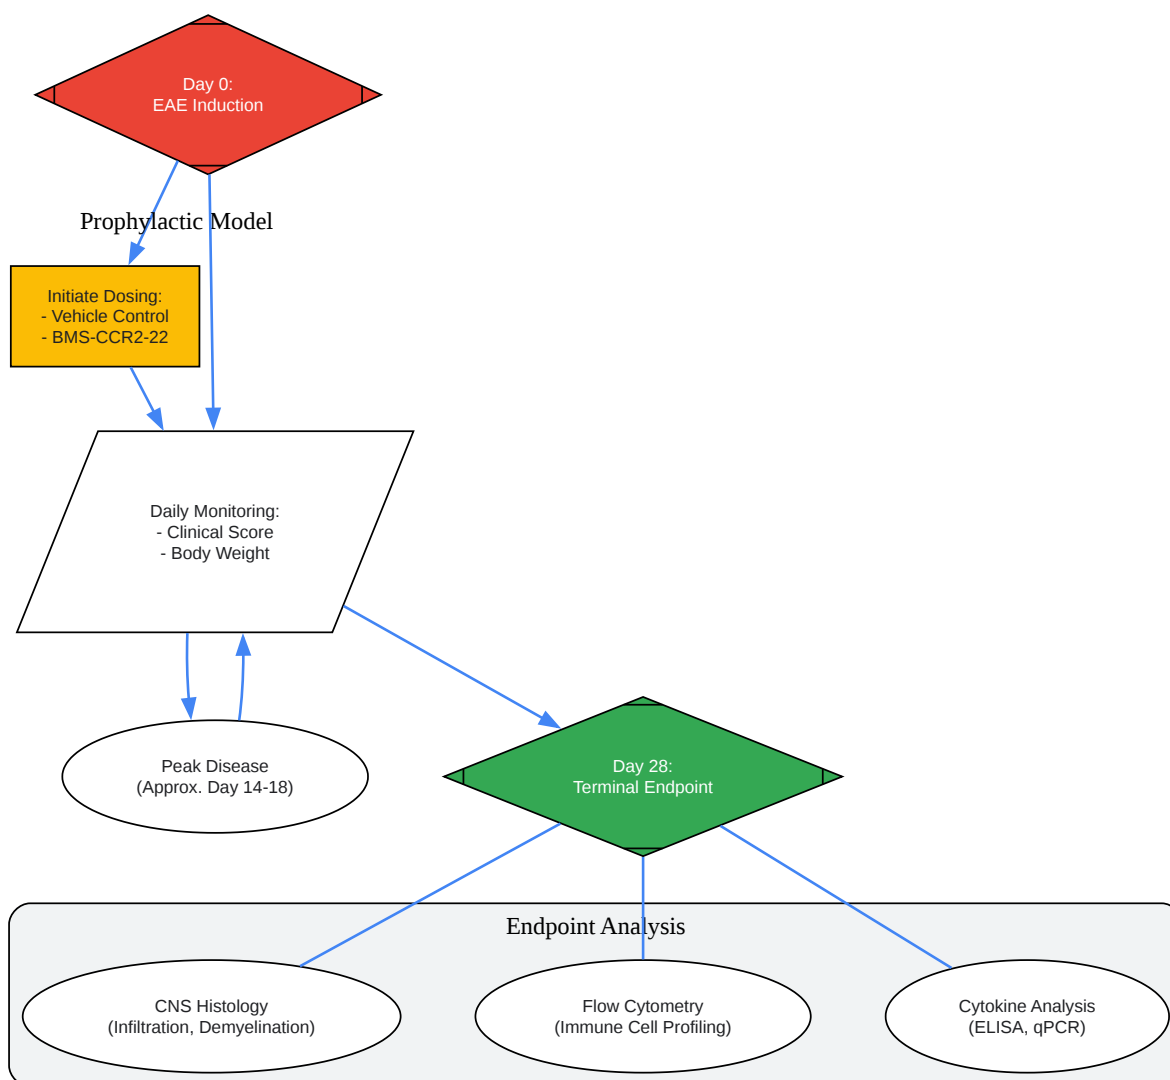 Day 0:
EAE Induction
Prophylactic Model
Initiate Dosing:
- Vehicle Control
- BMS-CCR2-22
Daily Monitoring:
- Clinical Score
- Body Weight
Peak Disease
(Approx. Day 14-18)
Day 28:
Terminal Endpoint
Endpoint Analysis
CNS Histology
(Infiltration, Demyelination)
Flow Cytometry
(Immune Cell Profiling)
Cytokine Analysis
(ELISA, qPCR)